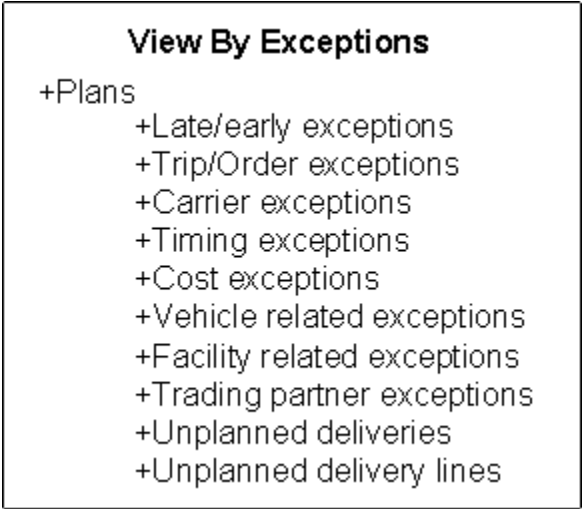 View By Exceptions
+Plans
+Late/early exceptions
+Trip/Order exceptions
+Carrier exceptions
+Timing exceptions
+Cost exceptions
+Vehicle related exceptions
+Facility related exceptions
+Trading partner exceptions
+Unplanned deliveries
+Unplanned delivery lines